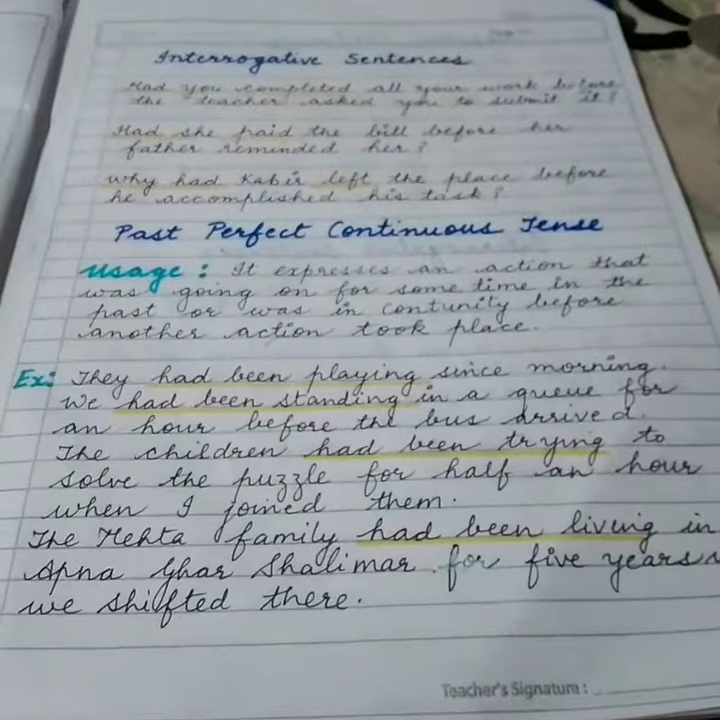 Interrogative Sentences
Had you completed all your work before
the teacher asked you to submit it?
Had she paid the bill before her
father reminded her?
Why had Kabir left the place before
he accomplished his task?
Past Perfect Continuous Tense
Usage: It expresses an action that
was going on for some time in the
past or was in contunity before
another action took place.
Ex: They had been playing since morning.
We had been standing in a queue for
an hour before the bus arrived.
The children had been trying to
solve the puzzle for half an hour
when I joined them.
The Mehta family had been living in
Apna Ghar Shalimar for five years
we shifted there.
Teacher's Signature :